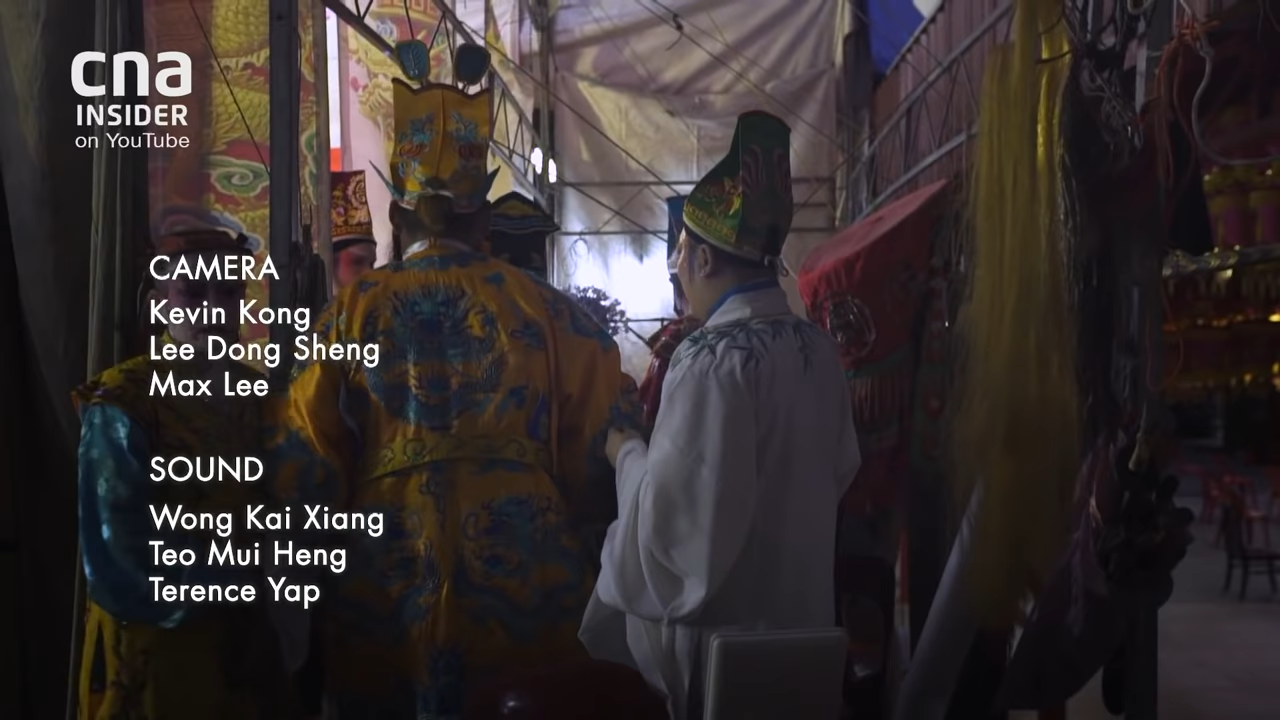 cna
INSIDER
on YouTube
CAMERA
Kevin Kong
Lee Dong Sheng
Max Lee
SOUND
Wong Kai Xiang
Teo Mui Heng
Terence Yap